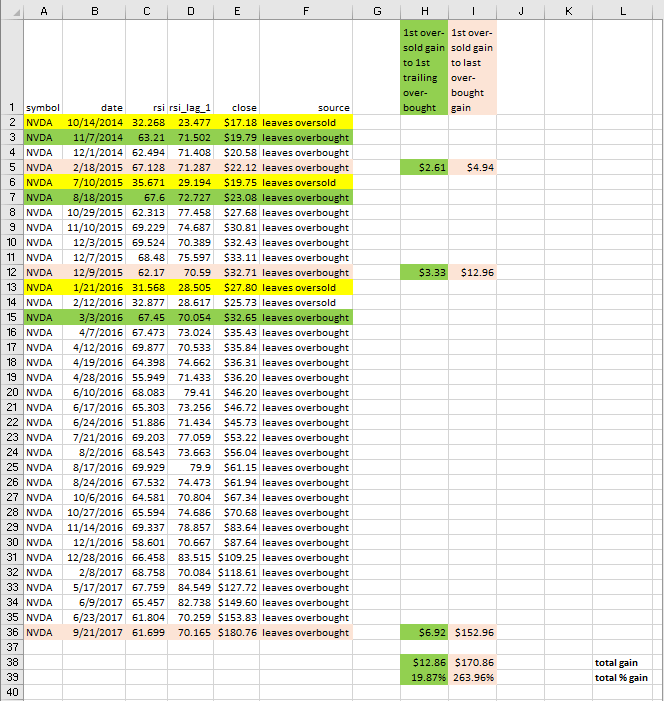 A B C D E F G H I J K L
1st over- 1st over-
sold gain sold gain
to 1st to last
trailing over-
over- bought
1 symbol date rsi rsi_lag_1 close source bought gain
2 NVDA 10/14/2014 32.268 23.477 $17.18 leaves oversold
3 NVDA 11/7/2014 63.21 71.502 $19.79 leaves overbought
4 NVDA 12/1/2014 62.494 71.408 $20.58 leaves overbought
5 NVDA 2/18/2015 67.128 71.287 $22.12 leaves overbought $2.61 $4.94
6 NVDA 7/10/2015 35.671 29.194 $19.75 leaves oversold
7 NVDA 8/18/2015 67.6 72.727 $23.08 leaves overbought
8 NVDA 10/29/2015 62.313 77.458 $27.68 leaves overbought
9 NVDA 11/10/2015 69.229 74.687 $30.81 leaves overbought
10 NVDA 12/3/2015 69.524 70.389 $32.43 leaves overbought
11 NVDA 12/7/2015 68.48 75.597 $33.11 leaves overbought
12 NVDA 12/9/2015 62.17 70.59 $32.71 leaves overbought $3.33 $12.96
13 NVDA 1/21/2016 31.568 28.505 $27.80 leaves oversold
14 NVDA 2/12/2016 32.877 28.617 $25.73 leaves oversold
15 NVDA 3/3/2016 67.45 70.054 $32.65 leaves overbought
16 NVDA 4/7/2016 67.473 73.024 $35.43 leaves overbought
17 NVDA 4/12/2016 69.877 70.533 $35.84 leaves overbought
18 NVDA 4/19/2016 64.398 74.662 $36.31 leaves overbought
19 NVDA 4/28/2016 55.949 71.433 $36.20 leaves overbought
20 NVDA 6/10/2016 68.083 79.41 $46.20 leaves overbought
21 NVDA 6/17/2016 65.303 73.256 $46.72 leaves overbought
22 NVDA 6/24/2016 51.886 71.434 $45.73 leaves overbought
23 NVDA 7/21/2016 69.203 77.059 $53.22 leaves overbought
24 NVDA 8/2/2016 68.543 73.663 $56.04 leaves overbought
25 NVDA 8/17/2016 69.929 79.9 $61.15 leaves overbought
26 NVDA 8/24/2016 67.532 74.473 $61.94 leaves overbought
27 NVDA 10/6/2016 64.581 70.804 $67.34 leaves overbought
28 NVDA 10/27/2016 65.594 74.686 $70.68 leaves overbought
29 NVDA 11/14/2016 69.337 78.857 $83.64 leaves overbought
30 NVDA 12/1/2016 58.601 70.667 $87.64 leaves overbought
31 NVDA 12/28/2016 66.458 83.515 $109.25 leaves overbought
32 NVDA 2/8/2017 68.758 70.084 $118.61 leaves overbought
33 NVDA 5/17/2017 67.759 84.549 $127.72 leaves overbought
34 NVDA 6/9/2017 65.457 82.738 $149.60 leaves overbought
35 NVDA 6/23/2017 61.804 70.259 $153.83 leaves overbought
36 NVDA 9/21/2017 61.699 70.165 $180.76 leaves overbought $6.92 $152.96
37
38 $12.86 $170.86 total gain
39 19.87% 263.96% total % gain
40